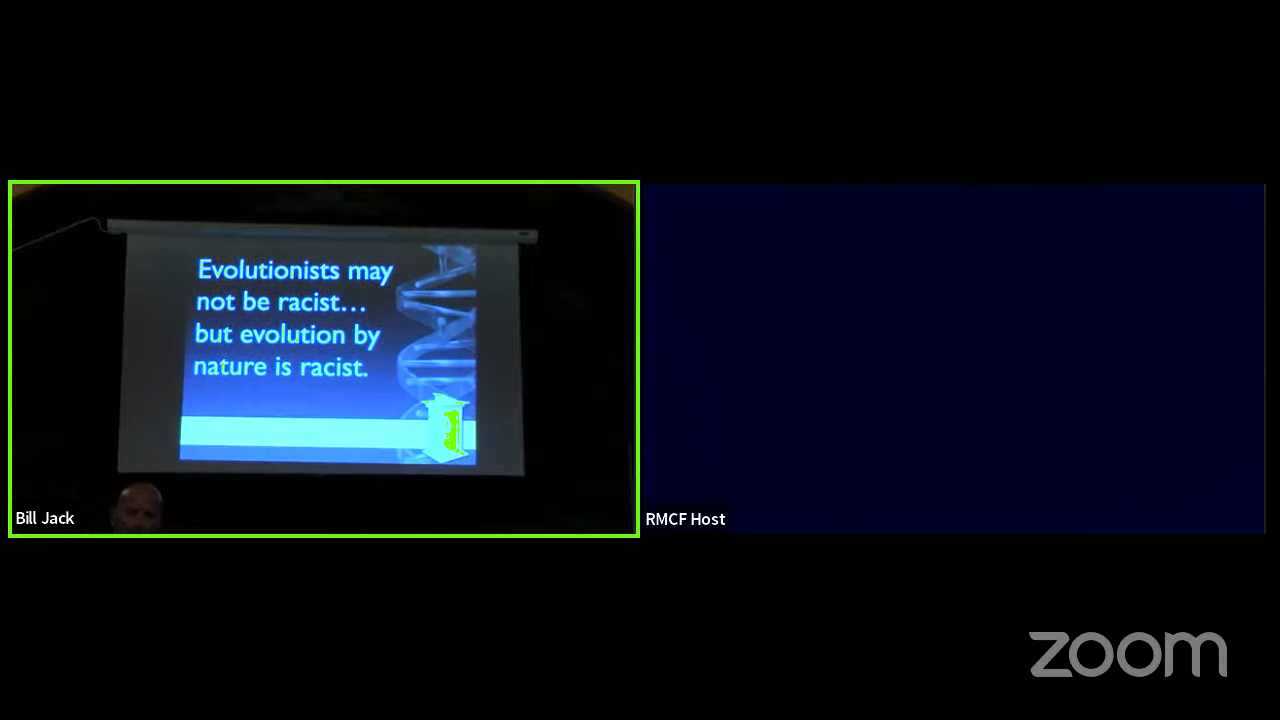 Evolutionists may
not be racist...
but evolution by
nature is racist.
Bill Jack
RMCF Host
zoom